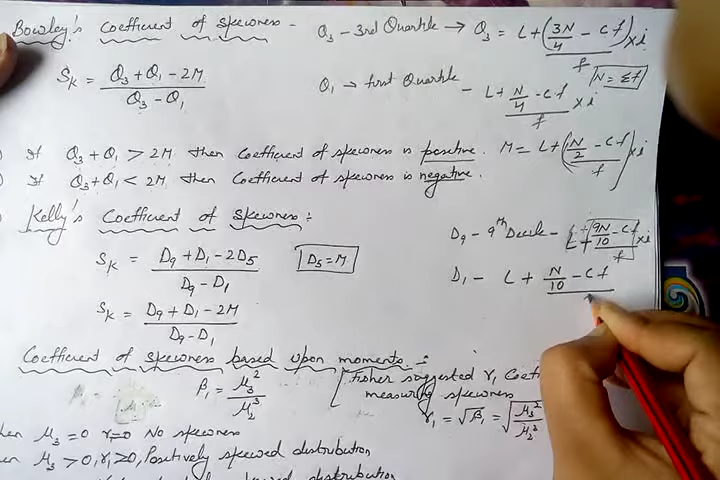 Bowley's Coefficient of skewness -
Q₃ - 3rd Quartile → Q₃ = L + (3N/4 - Cf)/f × i
N = Σf
Sₖ = (Q₃ + Q₁ - 2M)/(Q₃ - Q₁)
Q₁ → first Quartile - L + (N/4 - Cf)/f × i
If Q₃ + Q₁ > 2M then Coefficient of skewness is positive.
M = L + (N/2 - Cf)/f × i
If Q₃ + Q₁ < 2M then Coefficient of skewness is negative.
Kelly's Coefficient of Skewness :
D₉ - 9th Decile - L + (9N/10 - Cf)/f × i
Sₖ = (D₉ + D₁ - 2D₅)/(D₉ - D₁)
D₅ = M
D₁ - L + (N/10 - Cf)
Sₖ = (D₉ + D₁ - 2M)/(D₉ - D₁)
Coefficient of skewness based upon moments :-
β₁ = μ₃²/μ₂³
Fisher suggested γ₁ Coef
measuring skewness
γ₁ = √β₁ = √(μ₃²/μ₂³)
μ₃ = 0 γ₁=0 No skewness
μ₃ > 0, γ₁ > 0, Positively skewed distribution
skewed distribution